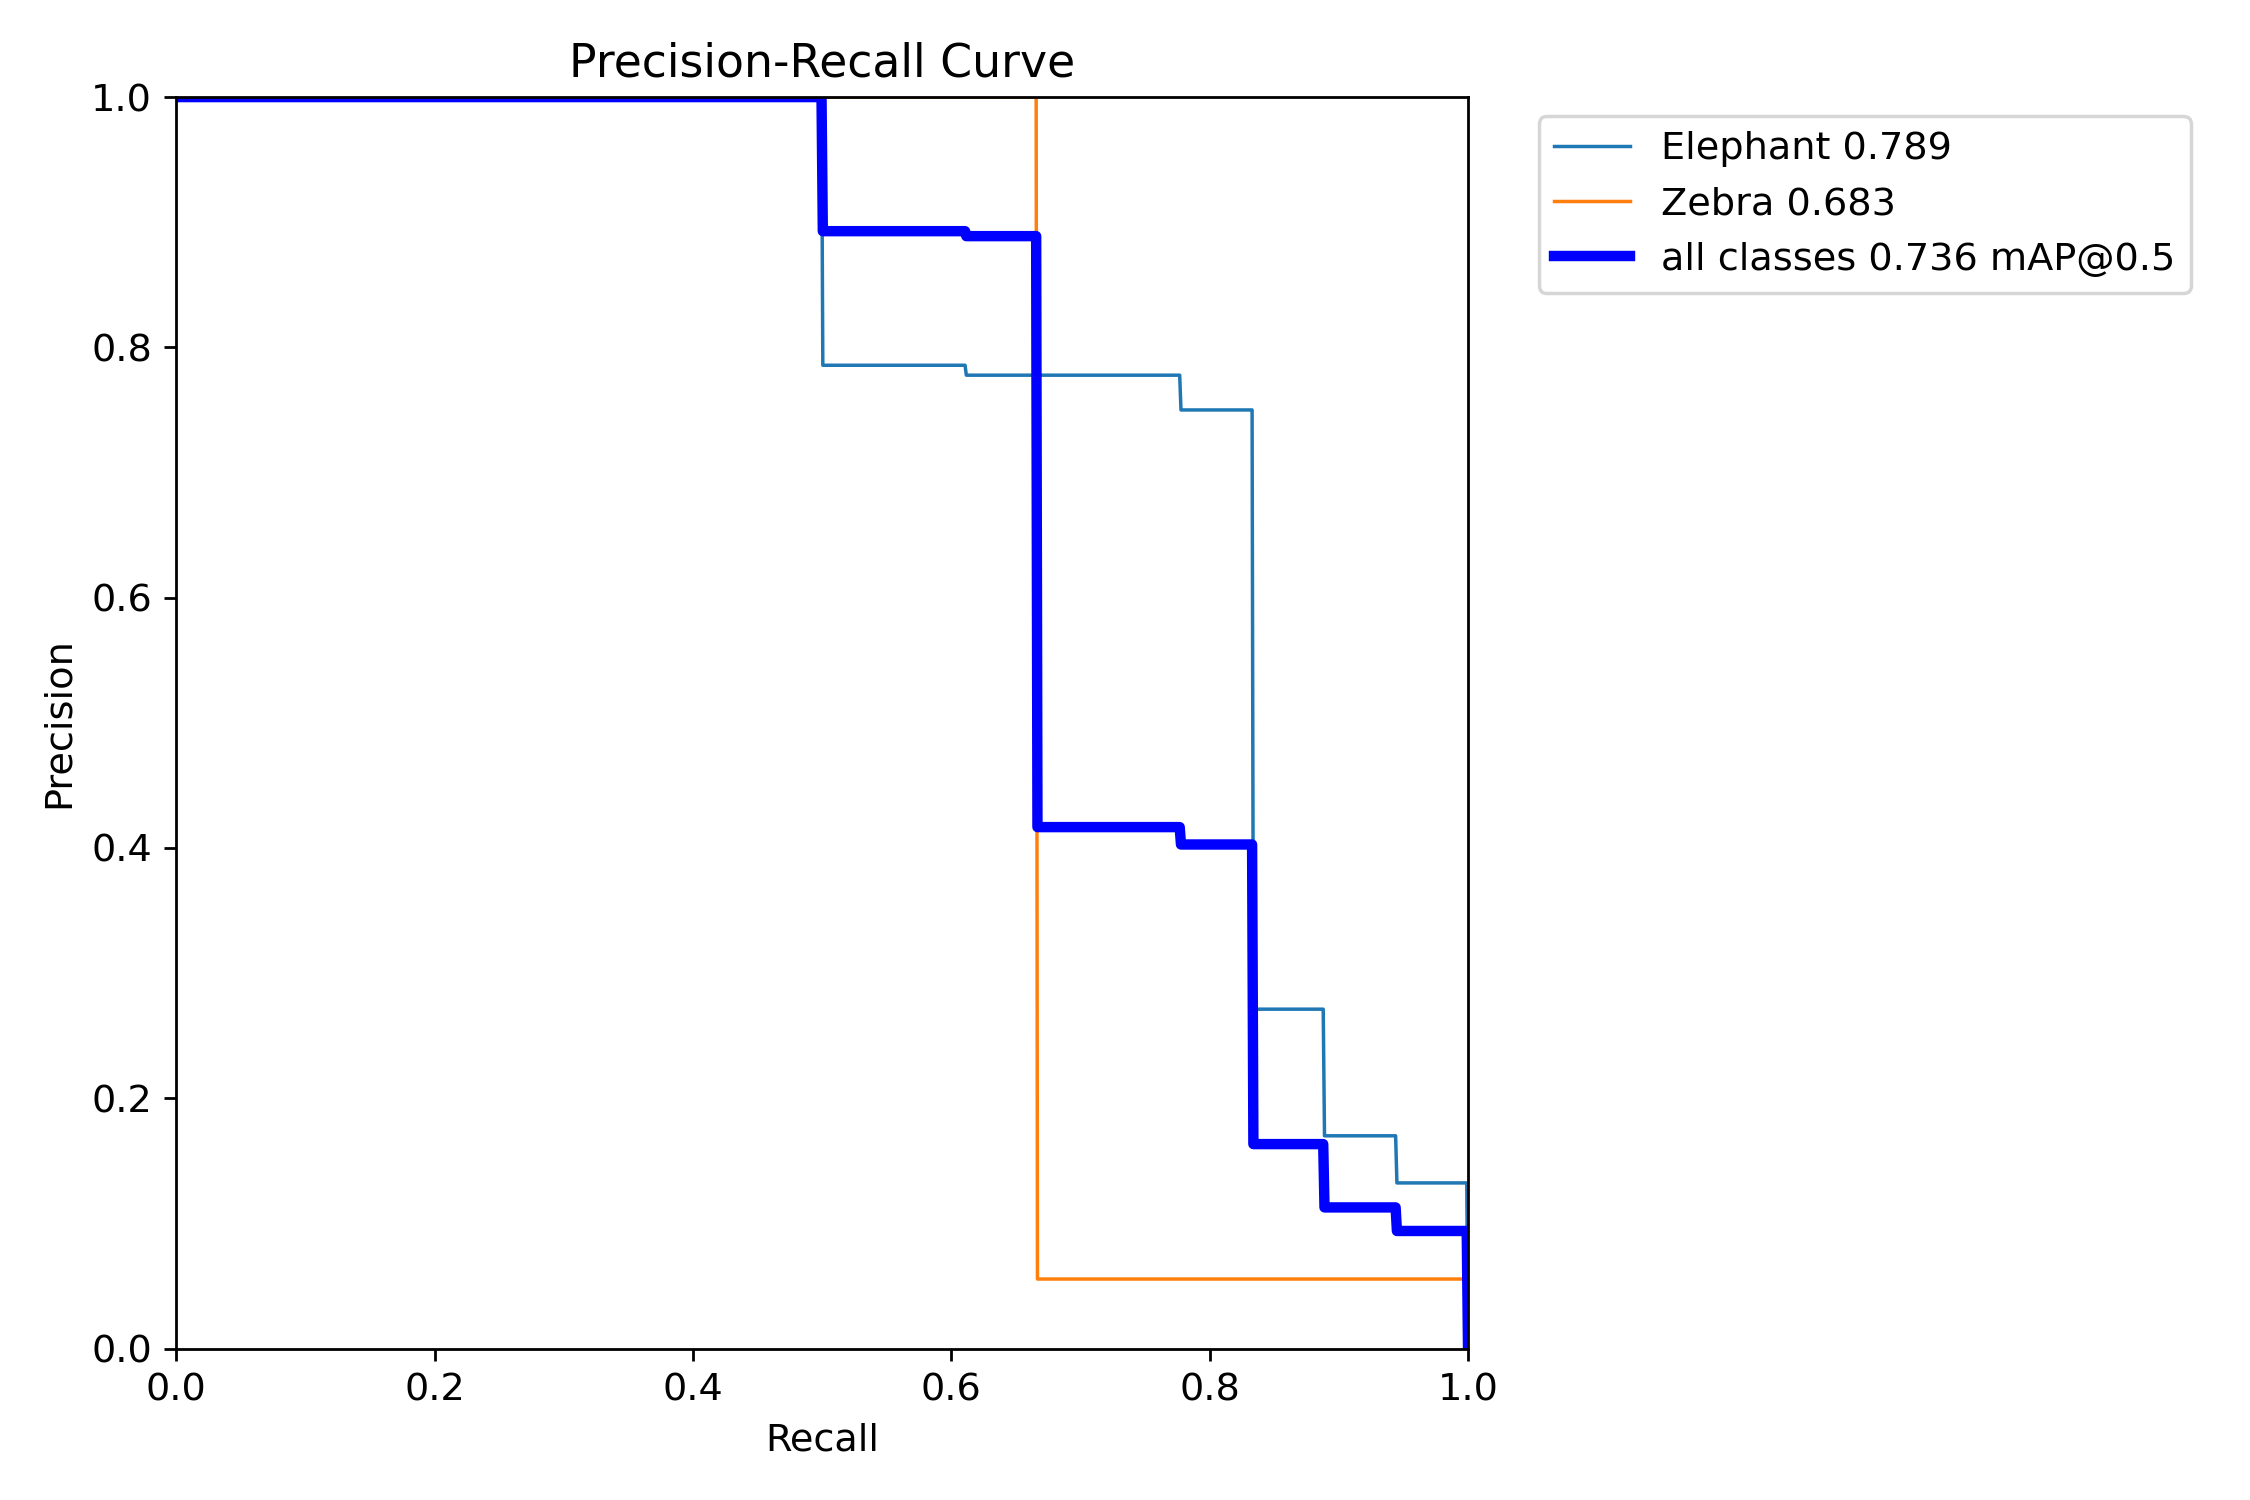 Precision-Recall Curve
1.0
0.8
0.6
0.4
0.2
0.0
Precision
0.0 0.2 0.4 0.6 0.8 1.0
Recall
Elephant 0.789
Zebra 0.683
all classes 0.736 mAP@0.5